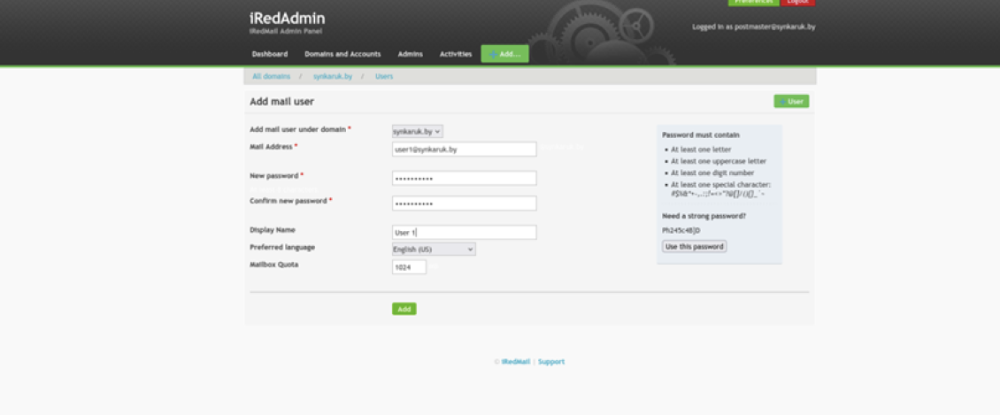 Preferences Logout
iRedAdmin
iRedMail Admin Panel
Logged in as postmaster@synkaruk.by
Dashboard Domains and Accounts Admins Activities + Add...
All domains / synkaruk.by / Users
Add mail user
+ User
Add mail user under domain *
synkaruk.by
Mail Address *
user1@synkaruk.by
New password *
••••••••••
Confirm new password *
••••••••••
Display Name
User 1
Preferred language
English (US)
Mailbox Quota
1024
Add
Password must contain
At least one letter
At least one uppercase letter
At least one digit number
At least one special character:
Need a strong password?
Use this password
© iRedMail | Support